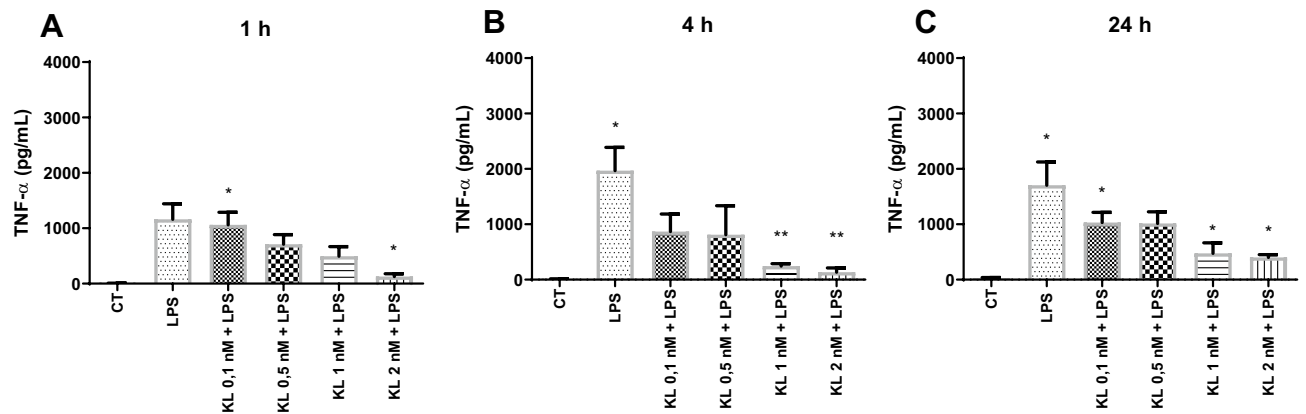 A
1 h
TNF-α (pg/mL)
4000
3000
2000
1000
0
*
*
CT
LPS
KL 0,1 nM + LPS
KL 0,5 nM + LPS
KL 1 nM + LPS
KL 2 nM + LPS
B
4 h
TNF-α (pg/mL)
4000
3000
2000
1000
0
*
**
**
CT
LPS
KL 0,1 nM + LPS
KL 0,5 nM + LPS
KL 1 nM + LPS
KL 2 nM + LPS
C
24 h
TNF-α (pg/mL)
4000
3000
2000
1000
0
*
*
*
*
CT
LPS
KL 0,1 nM + LPS
KL 0,5 nM + LPS
KL 1 nM + LPS
KL 2 nM + LPS